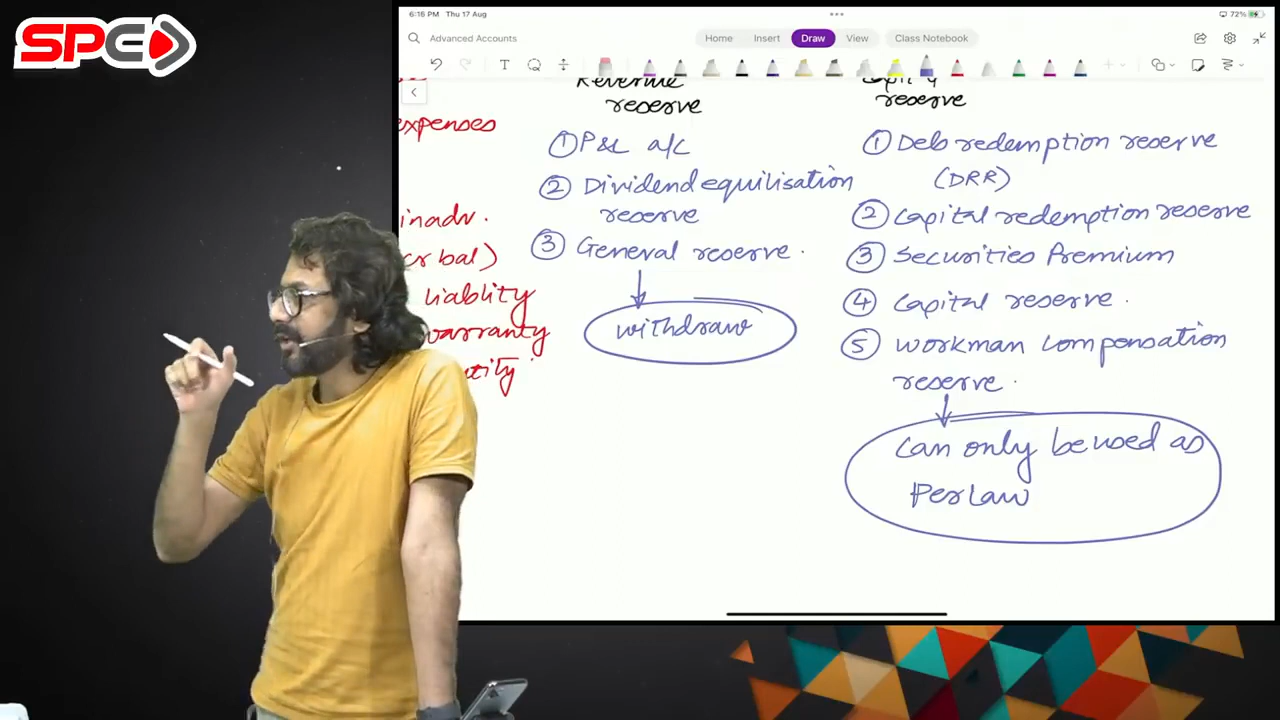 SPE
6:16 PM Thu 17 Aug
72%
Advanced Accounts
Home Insert Draw View Class Notebook
expenses
inadv.
cr bal)
Liablity
warranty
Revenue
reserve
① P&L a/c
② Dividend equilisation
reserve
③ General reserve.
withdraw
reserve
① Deb redemption reserve
(DRR)
② Capital redemption reserve
③ Securities Premium
④ Capital reserve.
⑤ workman compensation
reserve.
can only be used as
Per Law